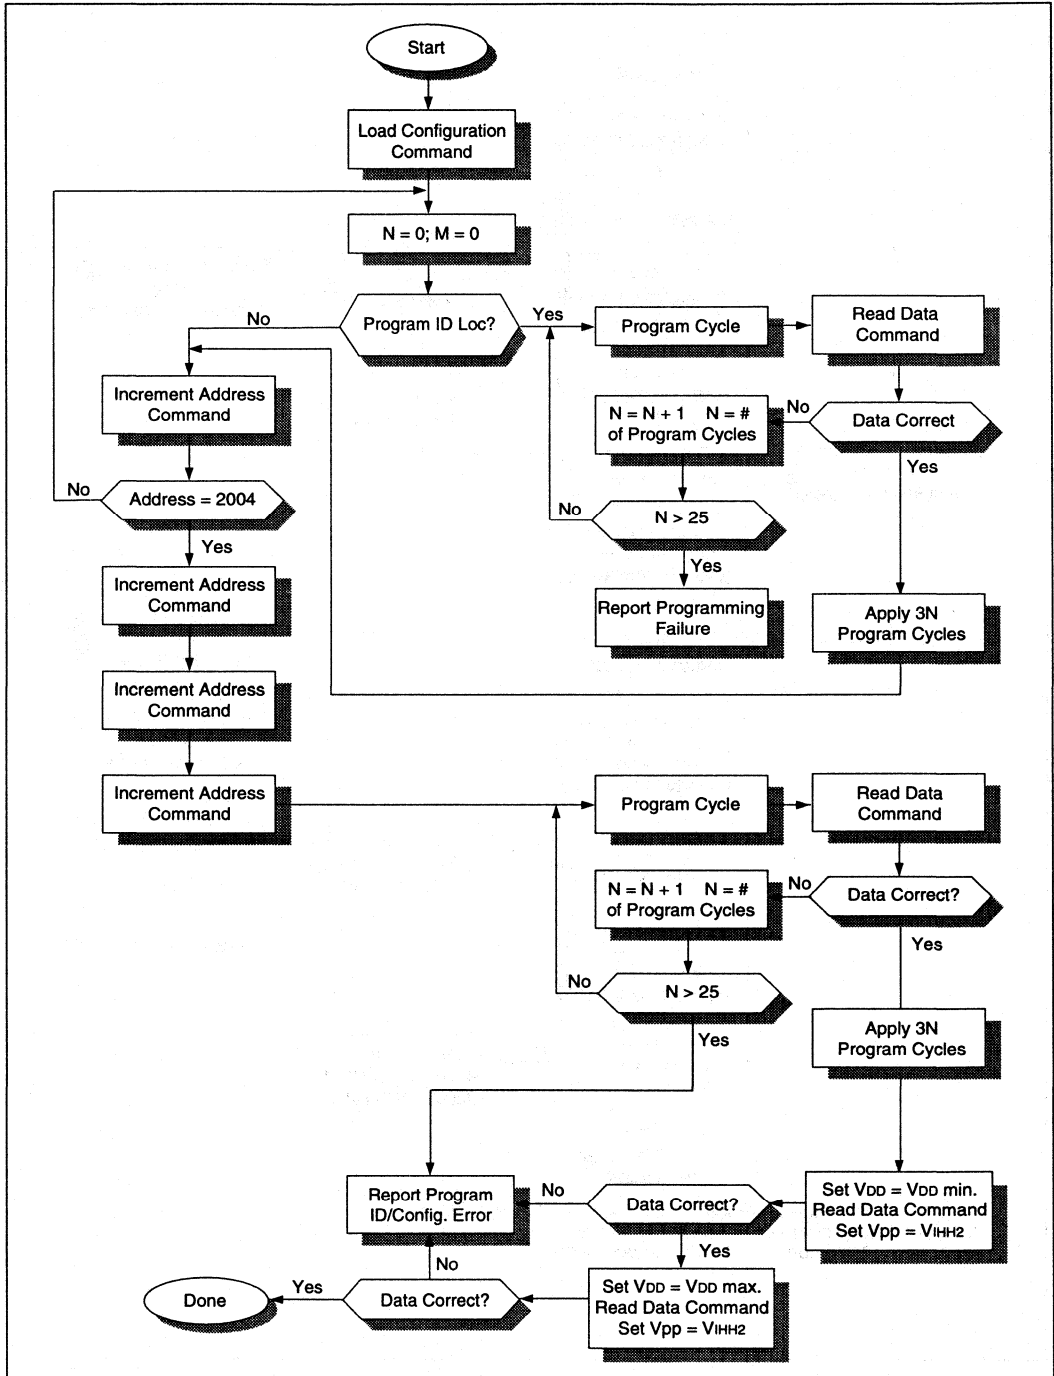 Start
Load Configuration
Command
N = 0; M = 0
Program ID Loc?
No
Yes
Program Cycle
Read Data
Command
Increment Address
Command
N = N + 1 N = #
of Program Cycles
No
Data Correct
Yes
No
Address = 2004
Yes
No
N > 25
Yes
Increment Address
Command
Report Programming
Failure
Apply 3N
Program Cycles
Increment Address
Command
Increment Address
Command
Program Cycle
Read Data
Command
N = N + 1 N = #
of Program Cycles
No
Data Correct?
Yes
No
N > 25
Yes
Apply 3N
Program Cycles
Report Program
ID/Config. Error
No
Data Correct?
Yes
Set VDD = VDD min.
Read Data Command
Set Vpp = VIHH2
No
Done
Yes
Data Correct?
Set VDD = VDD max.
Read Data Command
Set Vpp = VIHH2